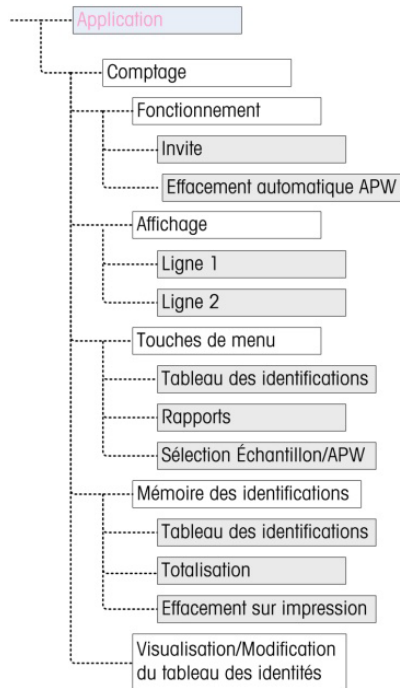 Application
Comptage
Fonctionnement
Invite
Effacement automatique APW
Affichage
Ligne 1
Ligne 2
Touches de menu
Tableau des identifications
Rapports
Sélection Échantillon/APW
Mémoire des identifications
Tableau des identifications
Totalisation
Effacement sur impression
Visualisation/Modification
du tableau des identités